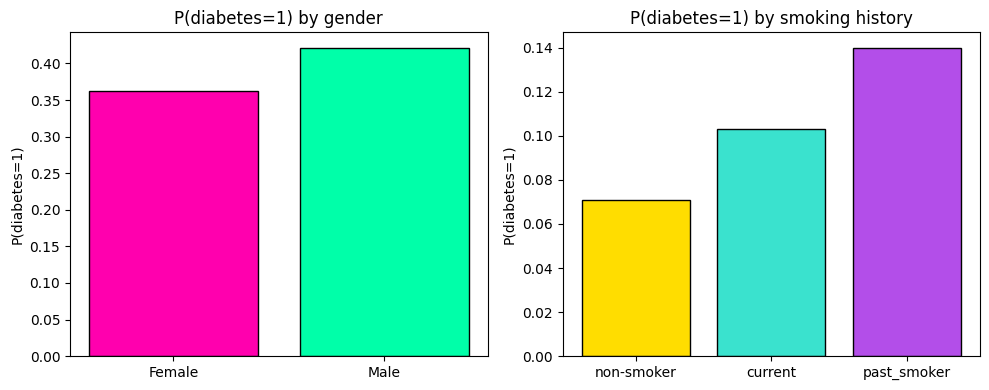 P(diabetes=1) by gender
P(diabetes=1)
0.40
0.35
0.30
0.25
0.20
0.15
0.10
0.05
0.00
Female
Male
P(diabetes=1) by smoking history
P(diabetes=1)
0.14
0.12
0.10
0.08
0.06
0.04
0.02
0.00
non-smoker
current
past_smoker